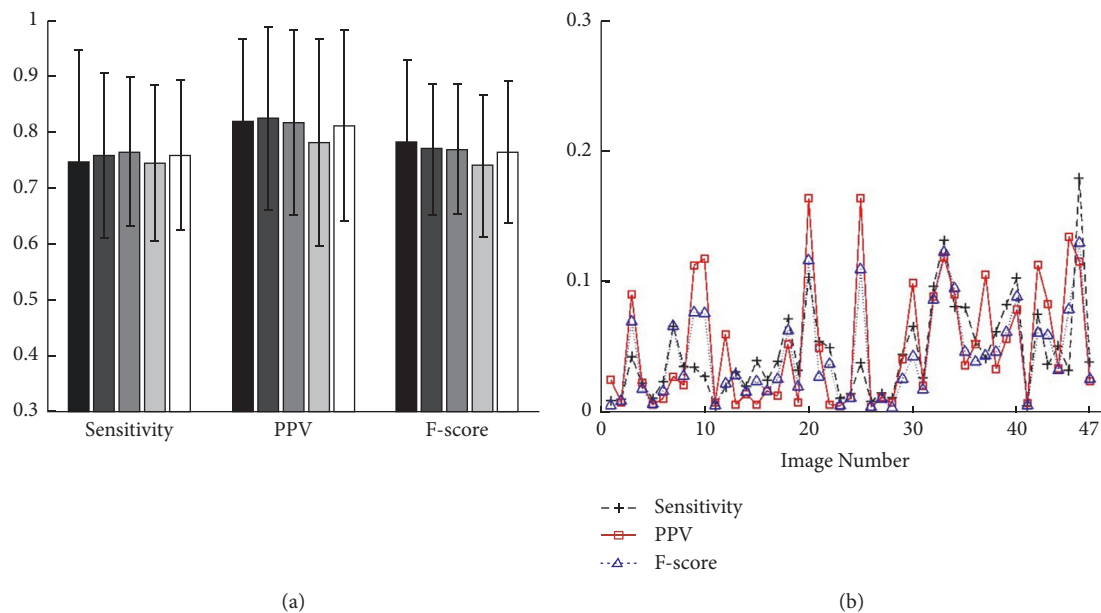 1
0.9
0.8
0.7
0.6
0.5
0.4
0.3
Sensitivity PPV F-score
(a)
0.3
0.2
0.1
0
0 10 20 30 40 47
Image Number
Sensitivity
PPV
F-score
(b)